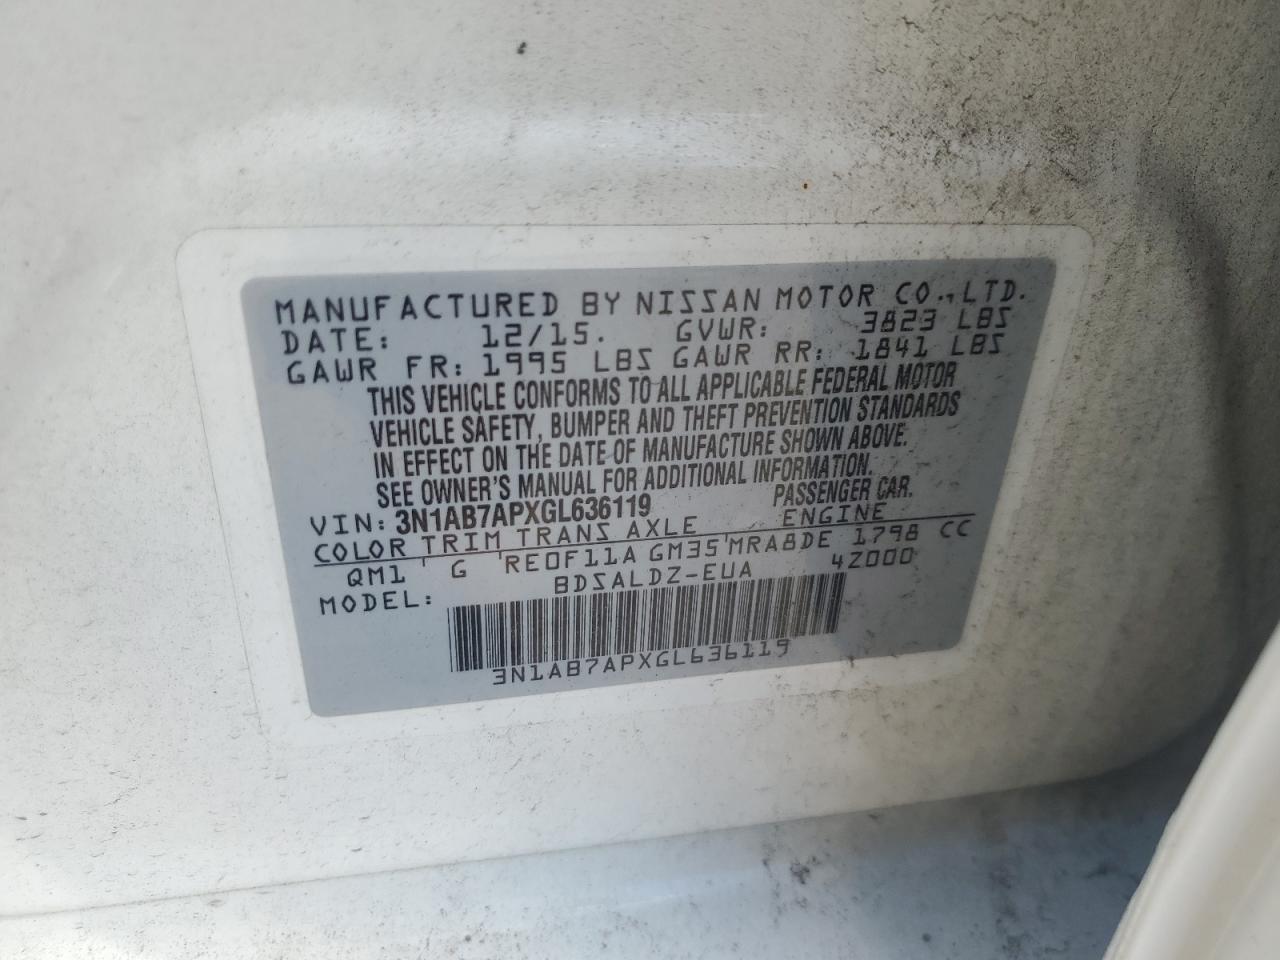 MANUFACTURED BY NISSAN MOTOR CO., LTD.
DATE: 12/15. GVWR: 3823 LBS
GAWR FR: 1995 LBS GAWR RR: 1841 LBS
THIS VEHICLE CONFORMS TO ALL APPLICABLE FEDERAL MOTOR
VEHICLE SAFETY, BUMPER AND THEFT PREVENTION STANDARDS
IN EFFECT ON THE DATE OF MANUFACTURE SHOWN ABOVE.
SEE OWNER'S MANUAL FOR ADDITIONAL INFORMATION.
VIN: 3N1AB7APXGL636119 PASSENGER CAR.
COLOR TRIM TRANS AXLE ENGINE
QM1 G RE0F11A GM35 MRA8DE 1798 CC
MODEL: BDSALDZ-EUA 4Z000
3N1AB7APXGL636119